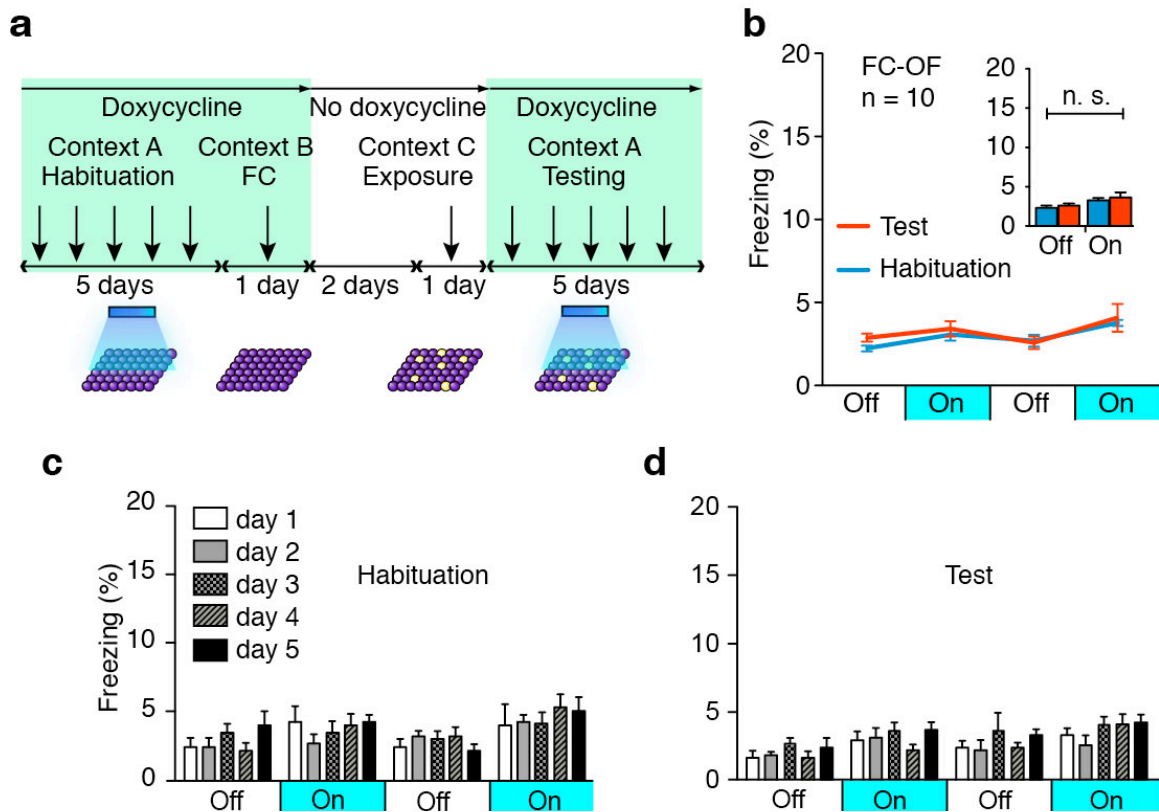 a
Doxycycline
No doxycycline
Doxycycline
Context A
Habituation
Context B
FC
Context C
Exposure
Context A
Testing
5 days
1 day
2 days
1 day
5 days
b
Freezing (%)
20
15
10
5
0
FC-OF
n = 10
Test
Habituation
20
15
10
5
0
n. s.
Off
On
Off
On
Off
On
c
Freezing (%)
20
15
10
5
0
day 1
day 2
day 3
day 4
day 5
Habituation
Off
On
Off
On
d
20
15
10
5
0
Test
Off
On
Off
On